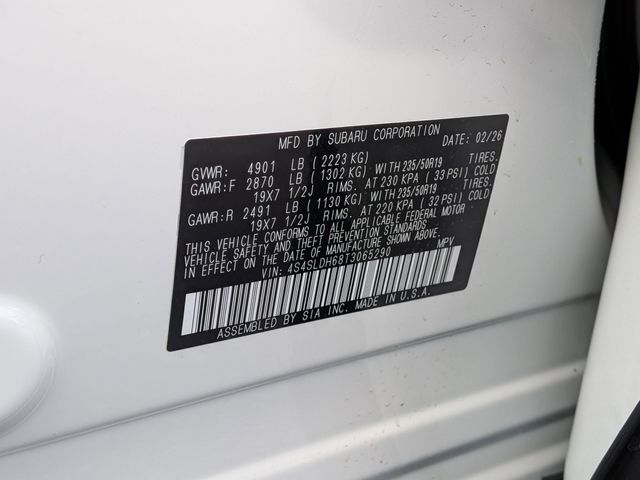 MFD BY SUBARU CORPORATION DATE: 02/26
GVWR: 4901 LB ( 2223 KG)
GAWR: F 2870 LB ( 1302 KG) WITH 235/50R19 TIRES.
19X7 1/2J RIMS. AT 230 KPA ( 33 PSI) COLD
GAWR: R 2491 LB ( 1130 KG) WITH 235/50R19 TIRES.
19X7 1/2J RIMS. AT 220 KPA ( 32 PSI) COLD
THIS VEHICLE CONFORMS TO ALL APPLICABLE FEDERAL MOTOR
VEHICLE SAFETY AND THEFT PREVENTION STANDARDS
IN EFFECT ON THE DATE OF MANUFACTURE SHOWN ABOVE.
VIN: 4S4SLDH68T3065290 MPV
ASSEMBLED BY SIA INC. MADE IN U.S.A.